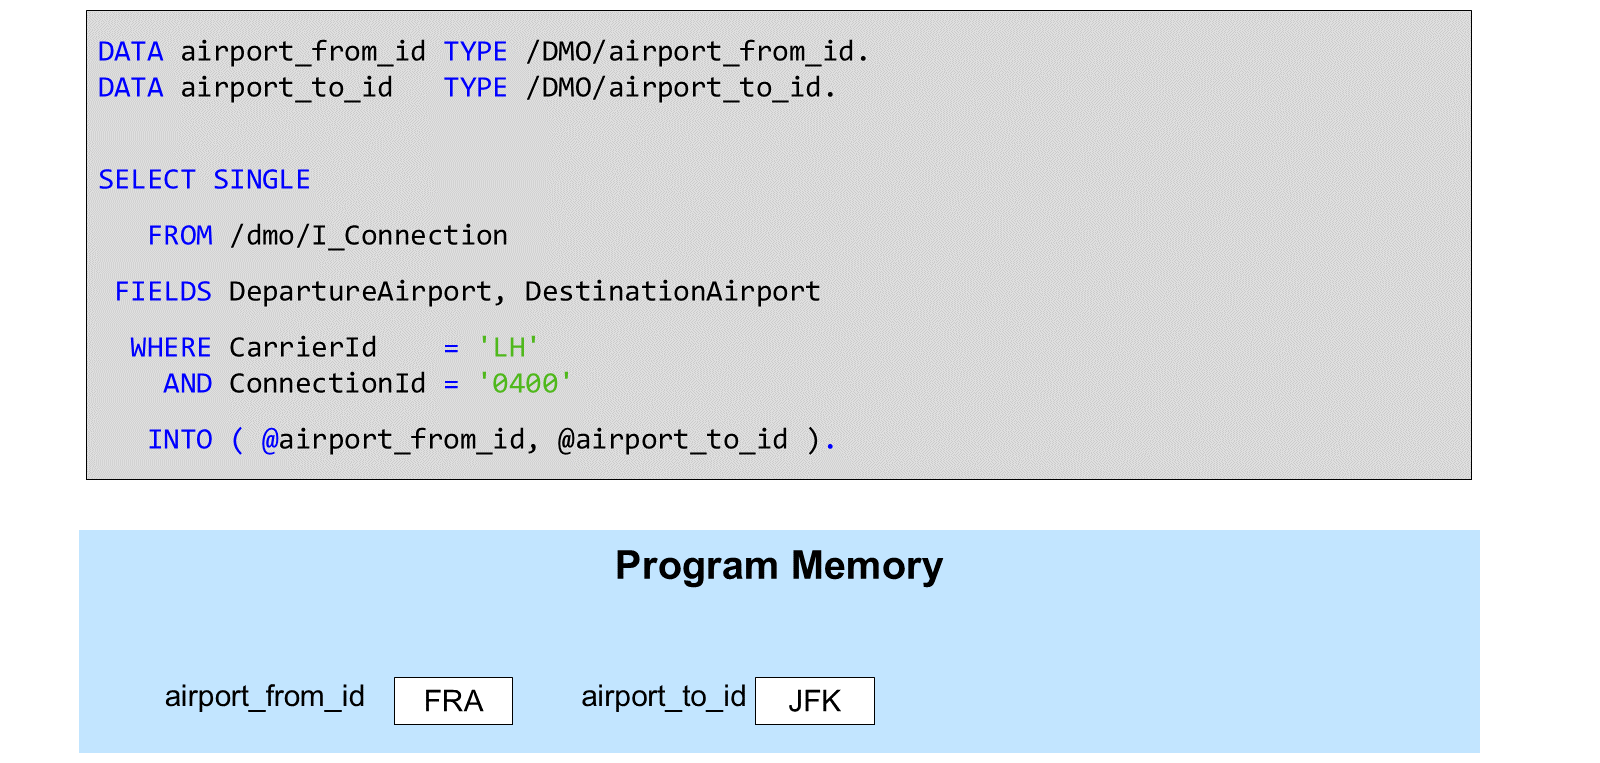 DATA airport_from_id TYPE /DMO/airport_from_id.
DATA airport_to_id   TYPE /DMO/airport_to_id.
SELECT SINGLE
   FROM /dmo/I_Connection
 FIELDS DepartureAirport, DestinationAirport
  WHERE CarrierId    = 'LH'
    AND ConnectionId = '0400'
   INTO ( @airport_from_id, @airport_to_id ).
Program Memory
airport_from_id FRA airport_to_id JFK